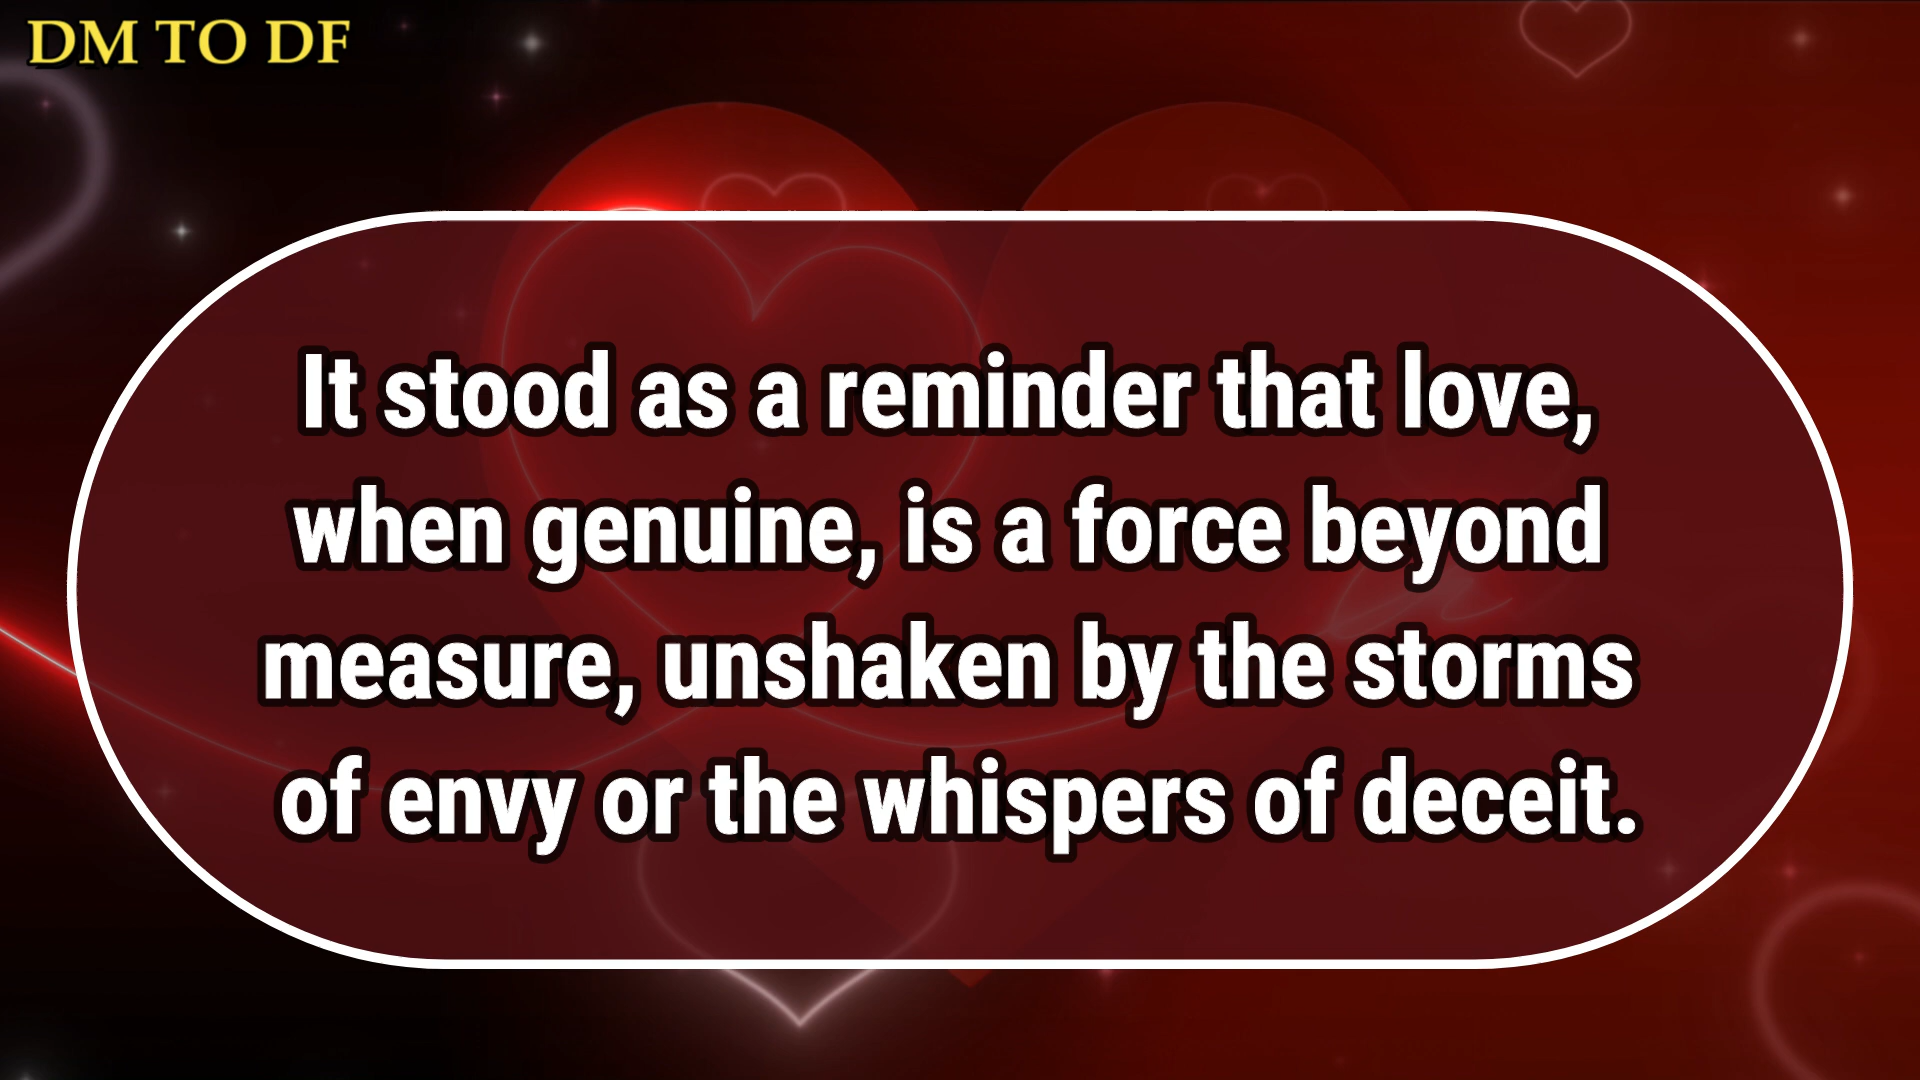 DM TO DF
It stood as a reminder that love,
when genuine, is a force beyond
measure, unshaken by the storms
of envy or the whispers of deceit.